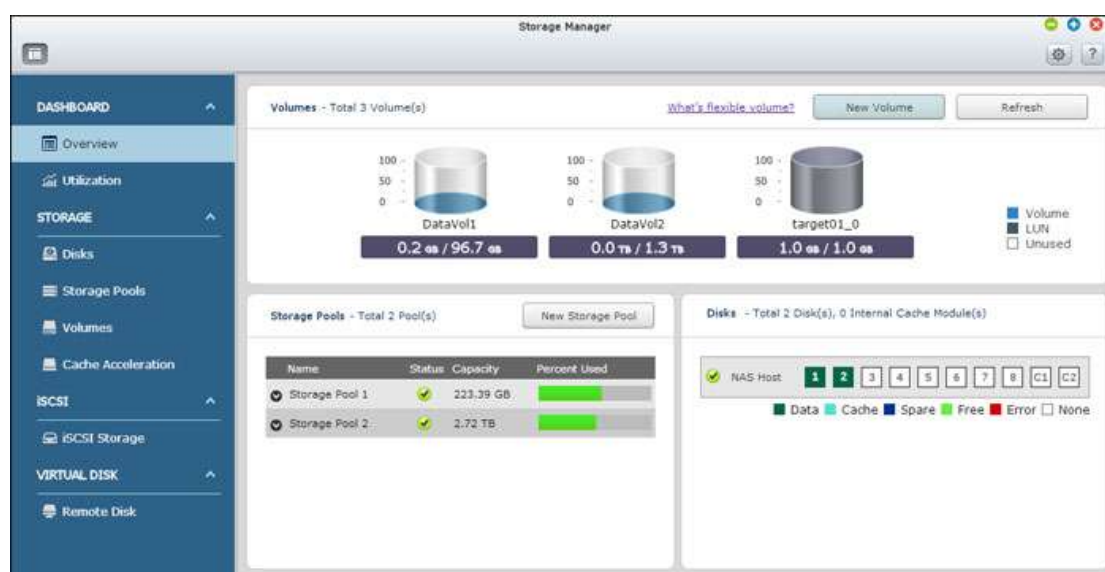 Storage Manager
DASHBOARD
Overview
Utilization
STORAGE
Disks
Storage Pools
Volumes
Cache Acceleration
iSCSI
iSCSI Storage
VIRTUAL DISK
Remote Disk
Volumes - Total 3 Volume(s)
What's flexible volume?
New Volume
Refresh
100
50
0
DataVol1
0.2 GB / 96.7 GB
100
50
0
DataVol2
0.0 TB / 1.3 TB
100
50
0
target01_0
1.0 GB / 1.0 GB
Volume
LUN
Unused
Storage Pools - Total 2 Pool(s)
New Storage Pool
Name Status Capacity Percent Used
Storage Pool 1 223.39 GB
Storage Pool 2 2.72 TB
Disks - Total 2 Disk(s), 0 Internal Cache Module(s)
NAS Host 1 2 3 4 5 6 7 8 C1 C2
Data Cache Spare Free Error None